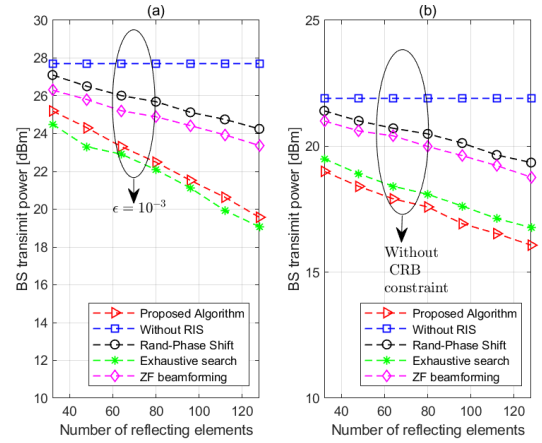 (a)
BS transimit power [dBm]
30
28
26
24
22
20
18
16
14
12
10
ϵ = 10⁻³
Proposed Algorithm
Without RIS
Rand-Phase Shift
Exhaustive search
ZF beamforming
40 60 80 100 120
Number of reflecting elements
(b)
BS transimit power [dBm]
25
20
15
10
Without
CRB
constraint
Proposed Algorithm
Without RIS
Rand-Phase Shift
Exhaustive search
ZF beamforming
40 60 80 100 120
Number of reflecting elements